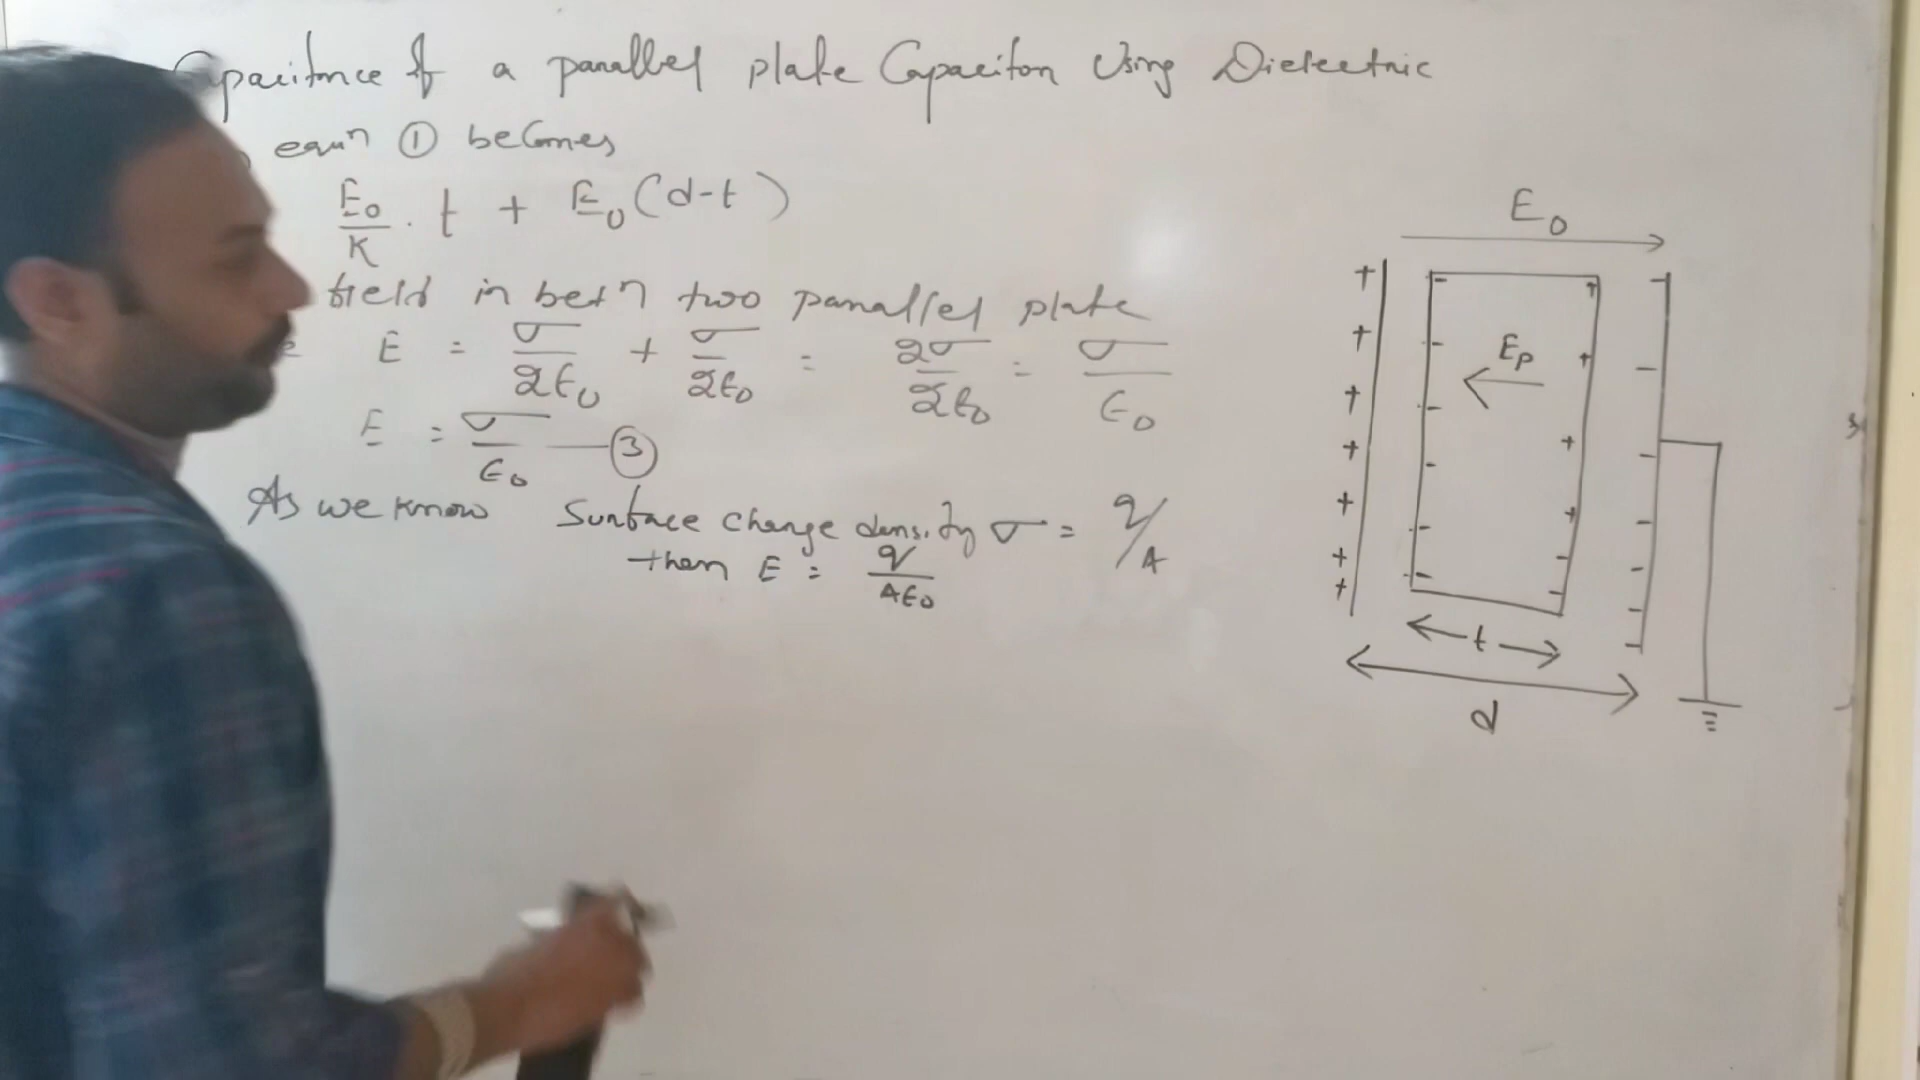 Capacitance of a parallel plate Capacitor Using Dielectric
eqn ① becomes
E₀/K . t + E₀(d-t)
field in betn two parallel plate
E = σ/2ε₀ + σ/2ε₀ = 2σ/2ε₀ = σ/ε₀
E = σ/ε₀ — ③
As we know Surface charge density σ = q/A
then E = q/Aε₀
E₀
Ep
t
d